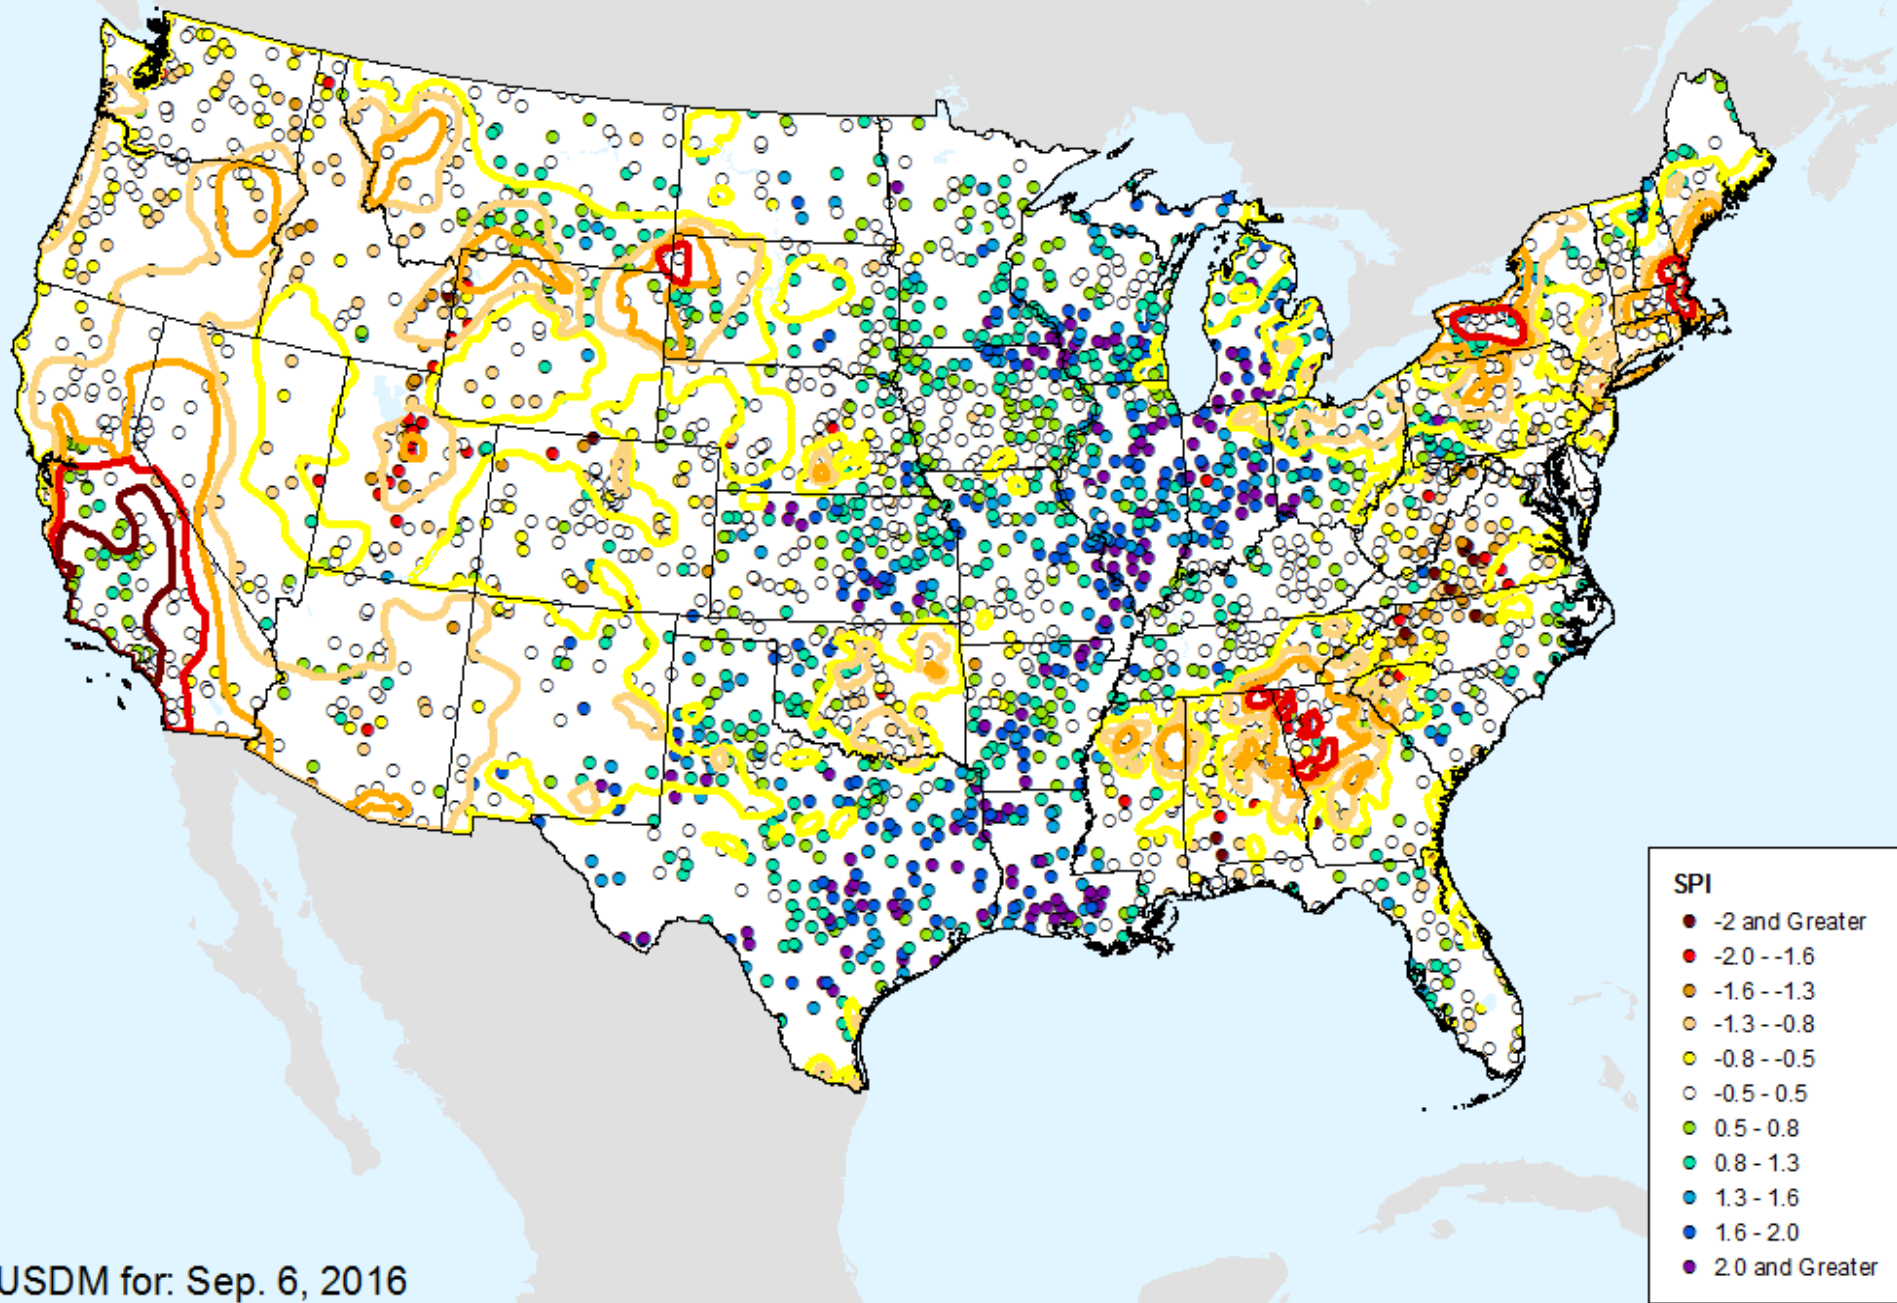 SPI
-2 and Greater
-2.0 - -1.6
-1.6 - -1.3
-1.3 - -0.8
-0.8 - -0.5
-0.5 - 0.5
0.5 - 0.8
0.8 - 1.3
1.3 - 1.6
1.6 - 2.0
2.0 and Greater
USDM for: Sep. 6, 2016